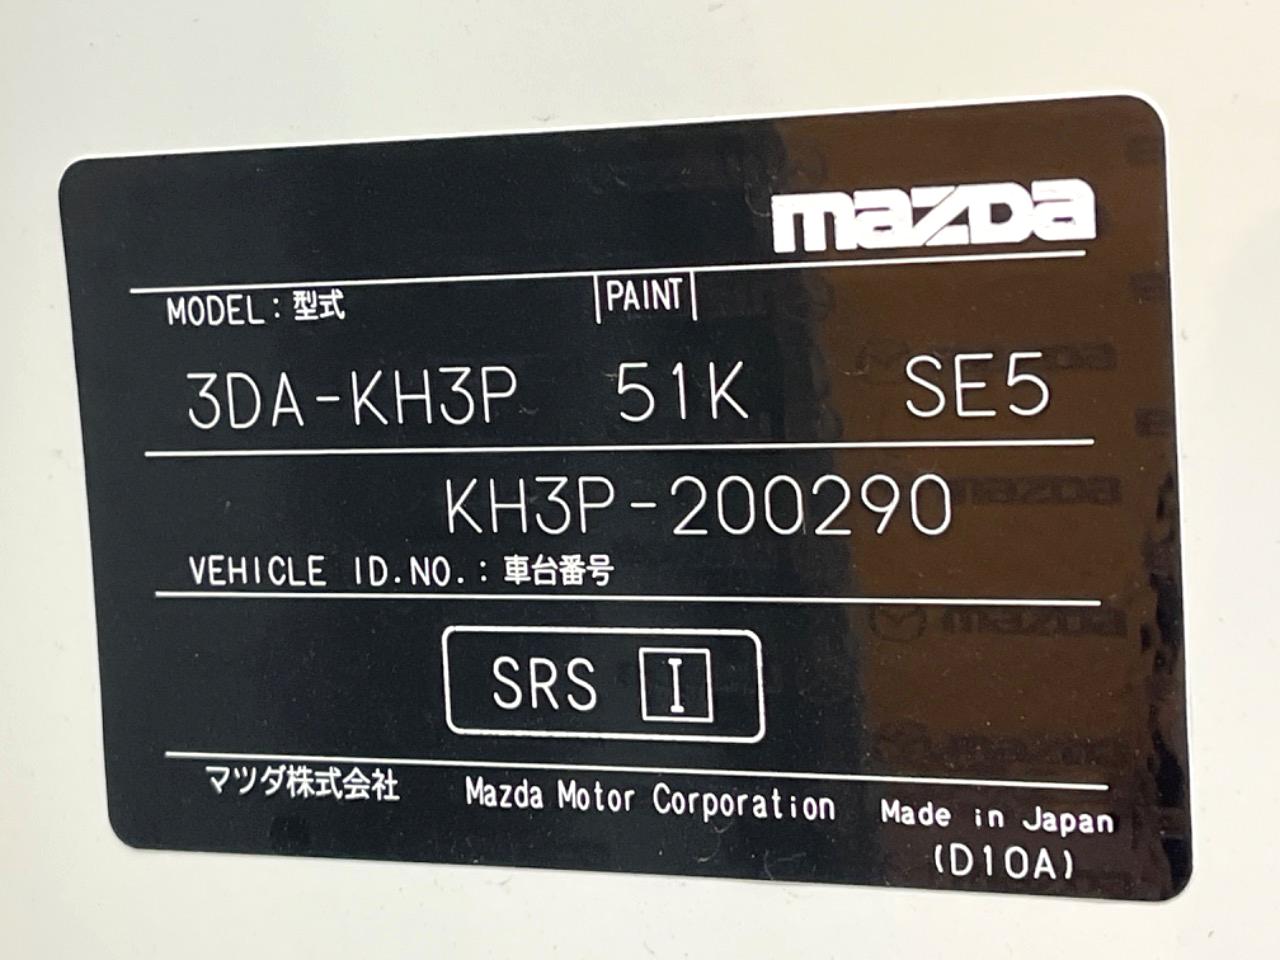 mazda
MODEL:型式 PAINT
3DA-KH3P 51K SE5
KH3P-200290
VEHICLE ID.NO.:車台番号
SRS I
マツダ株式会社 Mazda Motor Corporation Made in Japan
(D10A)